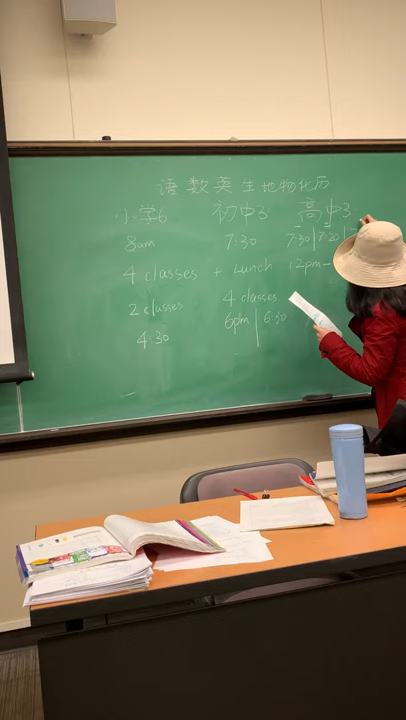 语数英生地物化历
小学6 初中3 高中3
8am 7:30 7:30|7:20|
4 classes + Lunch 12pm-
2 classes 4 classes
4:30 6pm | 6:30